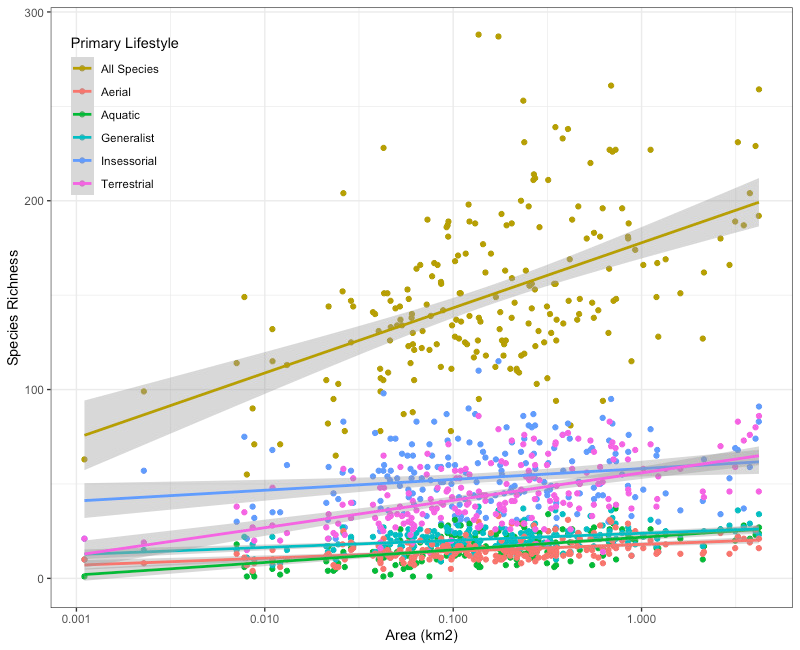 300
200
100
0
Species Richness
Primary Lifestyle
All Species
Aerial
Aquatic
Generalist
Insessorial
Terrestrial
0.001 0.010 0.100 1.000
Area (km2)